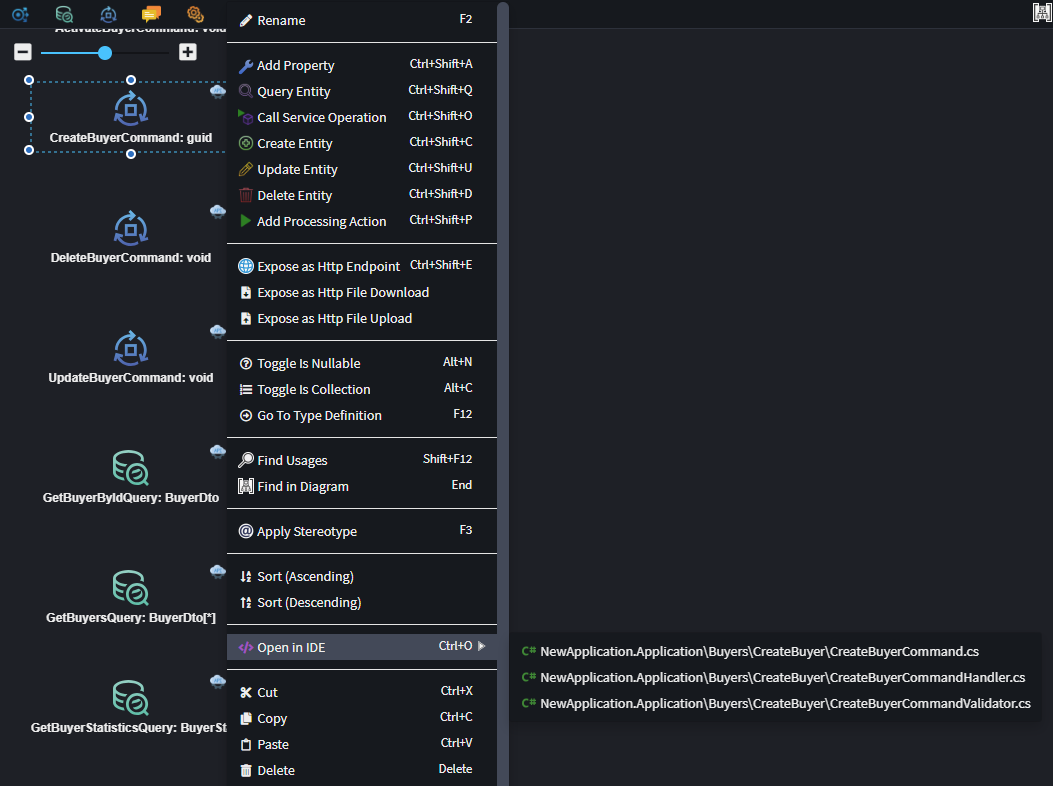 ActivateBuyerCommand: void
CreateBuyerCommand: guid
DeleteBuyerCommand: void
UpdateBuyerCommand: void
GetBuyerByIdQuery: BuyerDto
GetBuyersQuery: BuyerDto[*]
GetBuyerStatisticsQuery: BuyerSt
Rename F2
Add Property Ctrl+Shift+A
Query Entity Ctrl+Shift+Q
Call Service Operation Ctrl+Shift+O
Create Entity Ctrl+Shift+C
Update Entity Ctrl+Shift+U
Delete Entity Ctrl+Shift+D
Add Processing Action Ctrl+Shift+P
Expose as Http Endpoint Ctrl+Shift+E
Expose as Http File Download
Expose as Http File Upload
Toggle Is Nullable Alt+N
Toggle Is Collection Alt+C
Go To Type Definition F12
Find Usages Shift+F12
Find in Diagram End
Apply Stereotype F3
Sort (Ascending)
Sort (Descending)
Open in IDE Ctrl+O
Cut Ctrl+X
Copy Ctrl+C
Paste Ctrl+V
Delete Delete
C# NewApplication.Application\Buyers\CreateBuyer\CreateBuyerCommand.cs
C# NewApplication.Application\Buyers\CreateBuyer\CreateBuyerCommandHandler.cs
C# NewApplication.Application\Buyers\CreateBuyer\CreateBuyerCommandValidator.cs